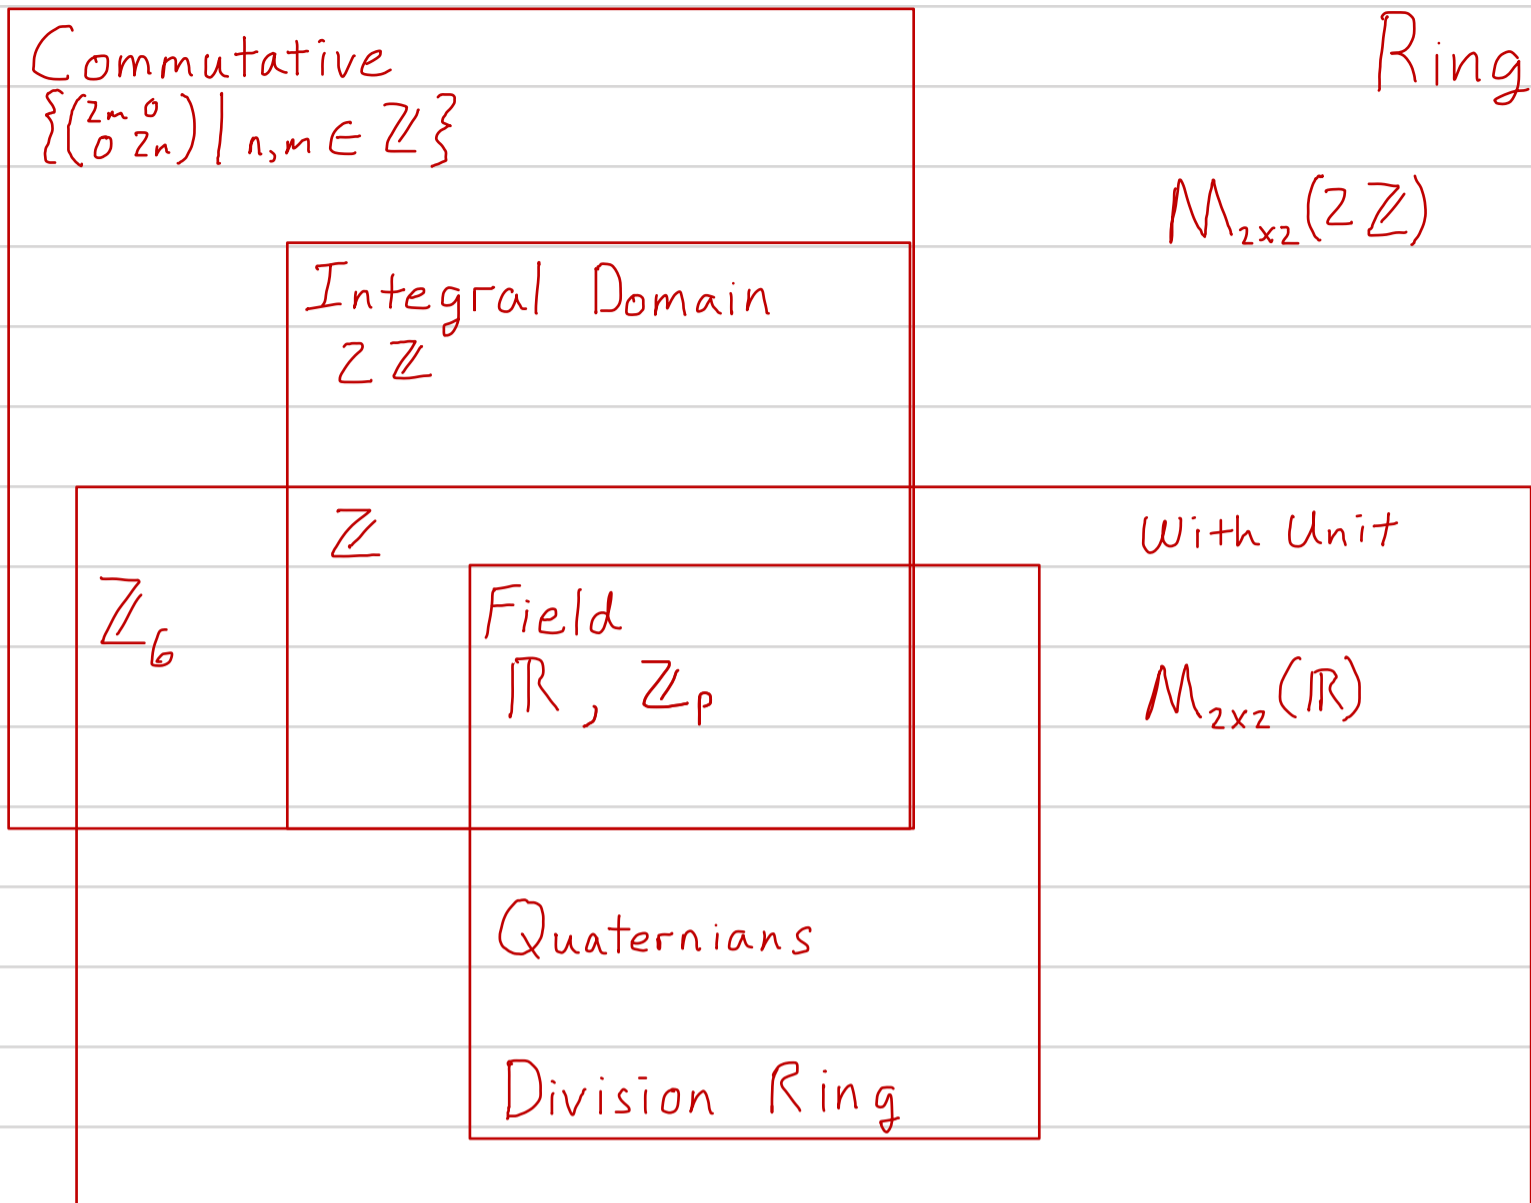 Commutative
{(2m 0
0 2n) | n,m ∈ ℤ}
Ring
M₂ₓ₂(2ℤ)
Integral Domain
2ℤ
ℤ
With Unit
ℤ₆
Field
ℝ, ℤₚ
M₂ₓ₂(ℝ)
Quaternians
Division Ring